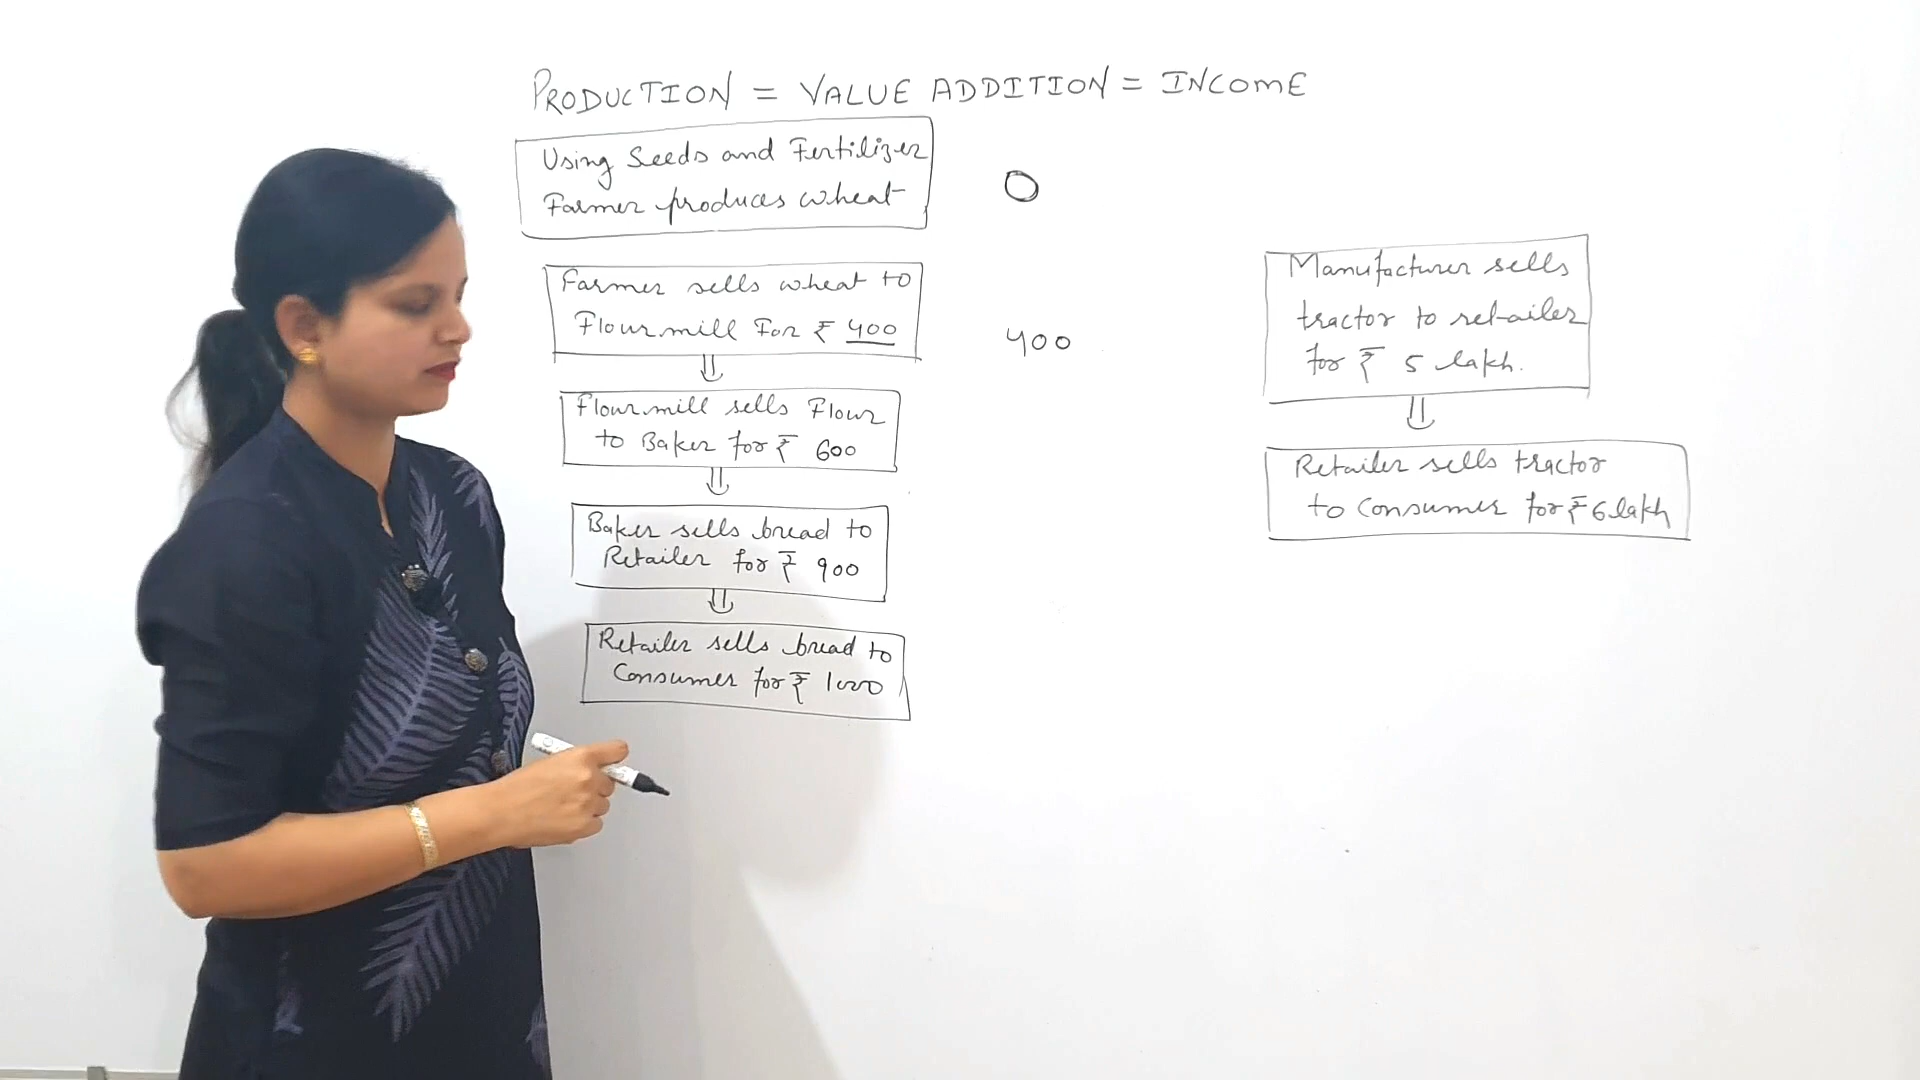 PRODUCTION = VALUE ADDITION = INCOME
Using Seeds and Fertilizer
Farmer produces wheat
0
Farmer sells wheat to
Flour mill For ₹ 400
400
Flour mill sells Flour
to Baker for ₹ 600
Baker sells bread to
Retailer for ₹ 900
Retailer sells bread to
Consumer for ₹ 1000
Manufacturer sells
tractor to retailer
for ₹ 5 lakh.
Retailer sells tractor
to Consumer for ₹ 6 lakh